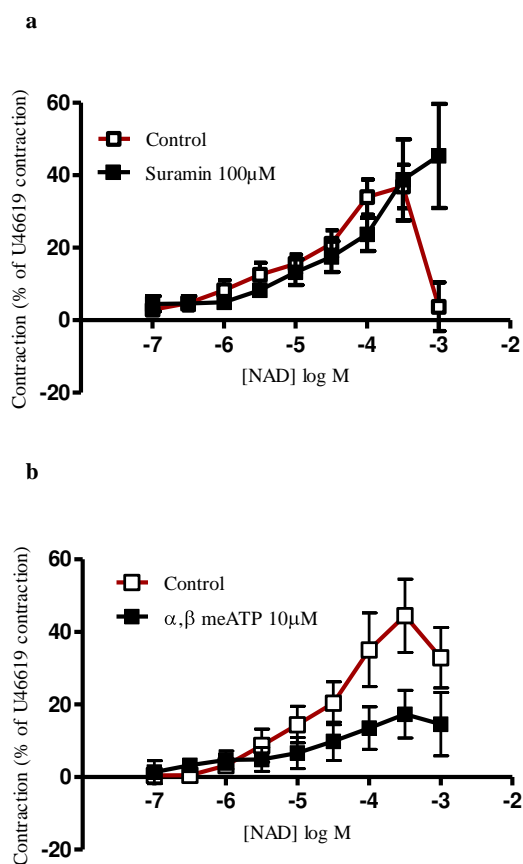 a
Contraction (% of U46619 contraction)
60
40
20
0
-20
Control
Suramin 100µM
-7
-6
-5
-4
-3
-2
[NAD] log M
b
Contraction (% of U46619 contraction)
60
40
20
0
-20
Control
α,β meATP 10µM
-7
-6
-5
-4
-3
-2
[NAD] log M